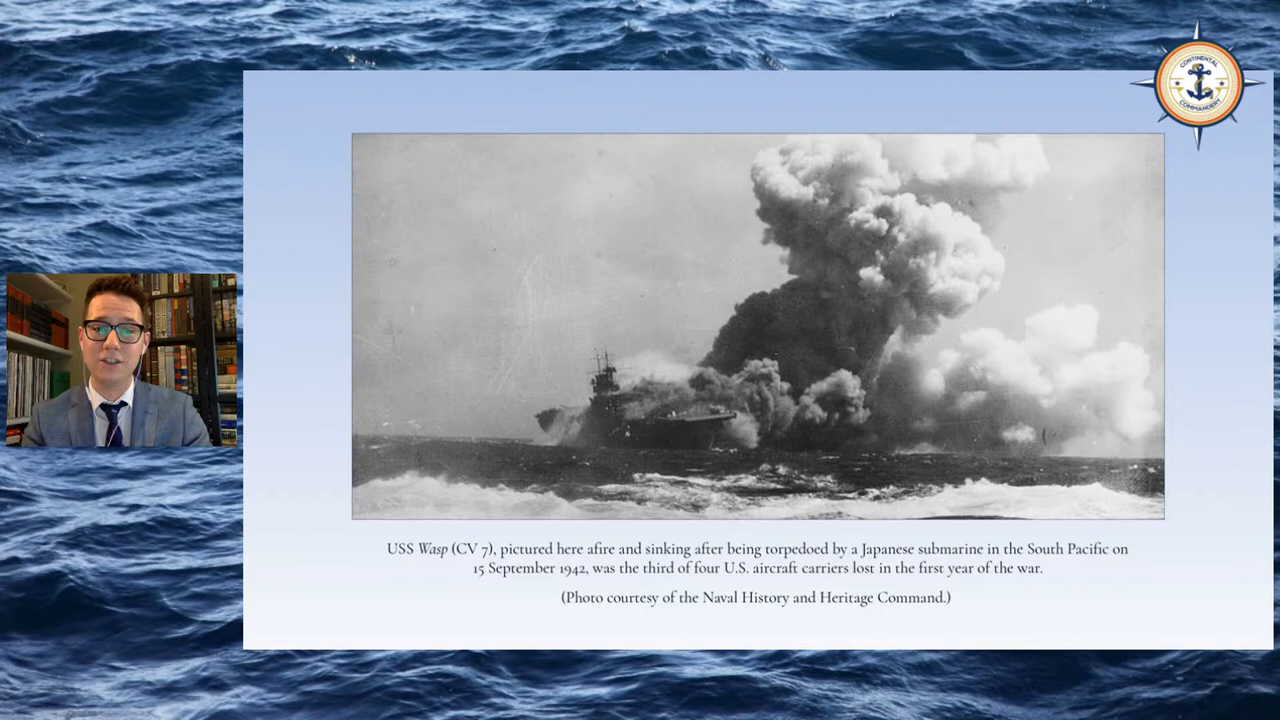 CONTINENTAL
COMMANDERY
USS Wasp (CV 7), pictured here afire and sinking after being torpedoed by a Japanese submarine in the South Pacific on
15 September 1942, was the third of four U.S. aircraft carriers lost in the first year of the war.
(Photo courtesy of the Naval History and Heritage Command.)